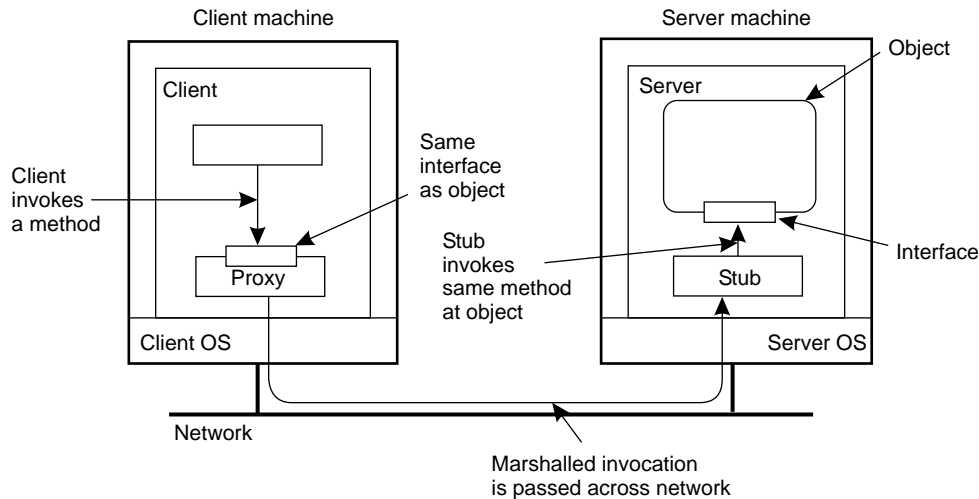 Client machine
Server machine
Object
Client
Server
Same
interface
as object
Client
invokes
a method
Interface
Stub
invokes
same method
at object
Proxy
Stub
Client OS
Server OS
Network
Marshalled invocation
is passed across network